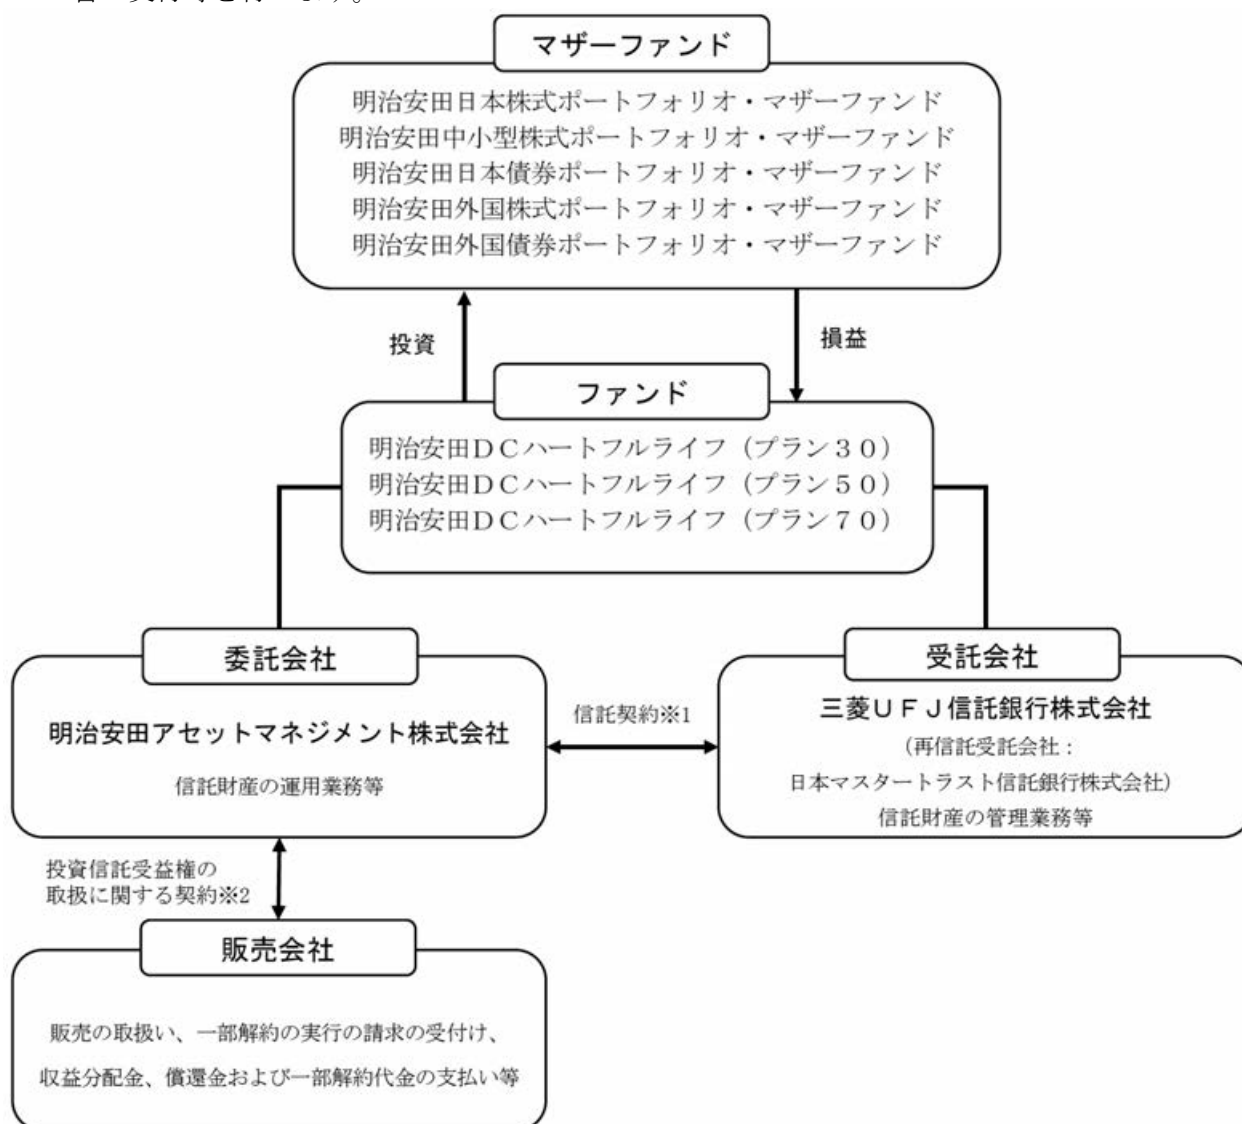 マザーファンド
明治安田日本株式ポートフォリオ・マザーファンド
明治安田中小型株式ポートフォリオ・マザーファンド
明治安田日本債券ポートフォリオ・マザーファンド
明治安田外国株式ポートフォリオ・マザーファンド
明治安田外国債券ポートフォリオ・マザーファンド
投資
損益
ファンド
明治安田DCハートフルライフ(プラン30)
明治安田DCハートフルライフ(プラン50)
明治安田DCハートフルライフ(プラン70)
委託会社
明治安田アセットマネジメント株式会社
信託財産の運用業務等
信託契約※1
受託会社
三菱UFJ信託銀行株式会社
(再信託受託会社:
日本マスタートラスト信託銀行株式会社)
信託財産の管理業務等
投資信託受益権の
取扱に関する契約※2
販売会社
販売の取扱い、一部解約の実行の請求の受付け、
収益分配金、償還金および一部解約代金の支払い等